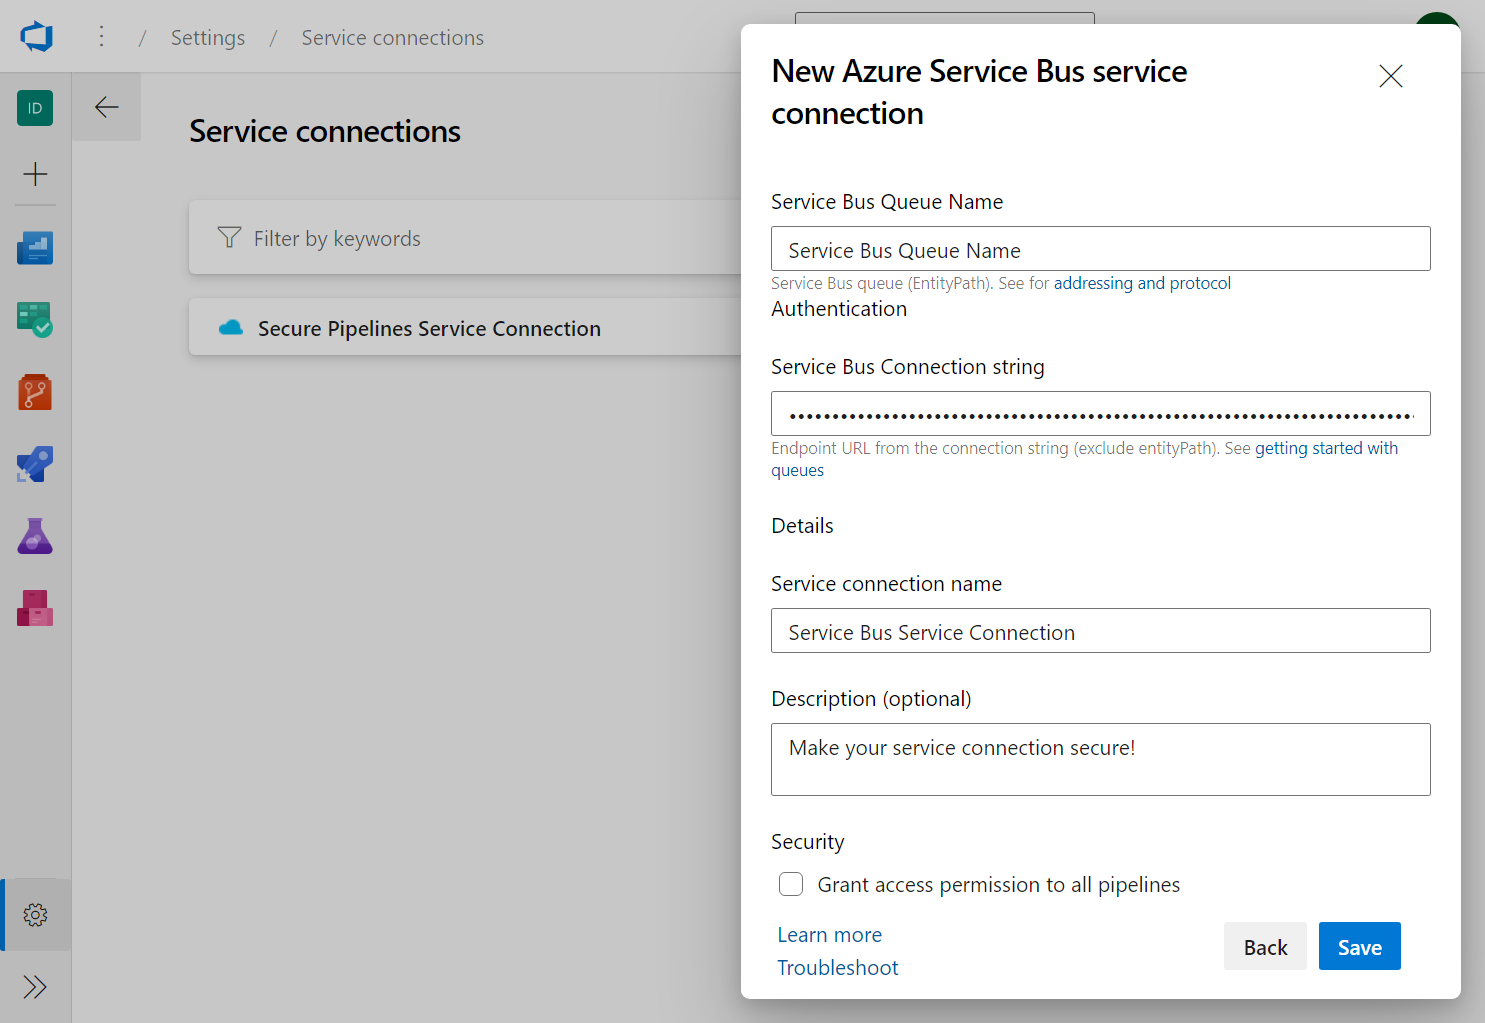 ⋮ / Settings / Service connections
ID
Service connections
Filter by keywords
Secure Pipelines Service Connection
New Azure Service Bus service
connection
Service Bus Queue Name
Service Bus Queue Name
Service Bus queue (EntityPath). See for addressing and protocol
Authentication
Service Bus Connection string
Endpoint URL from the connection string (exclude entityPath). See getting started with
queues
Details
Service connection name
Service Bus Service Connection
Description (optional)
Make your service connection secure!
Security
Grant access permission to all pipelines
Learn more
Troubleshoot
Back
Save